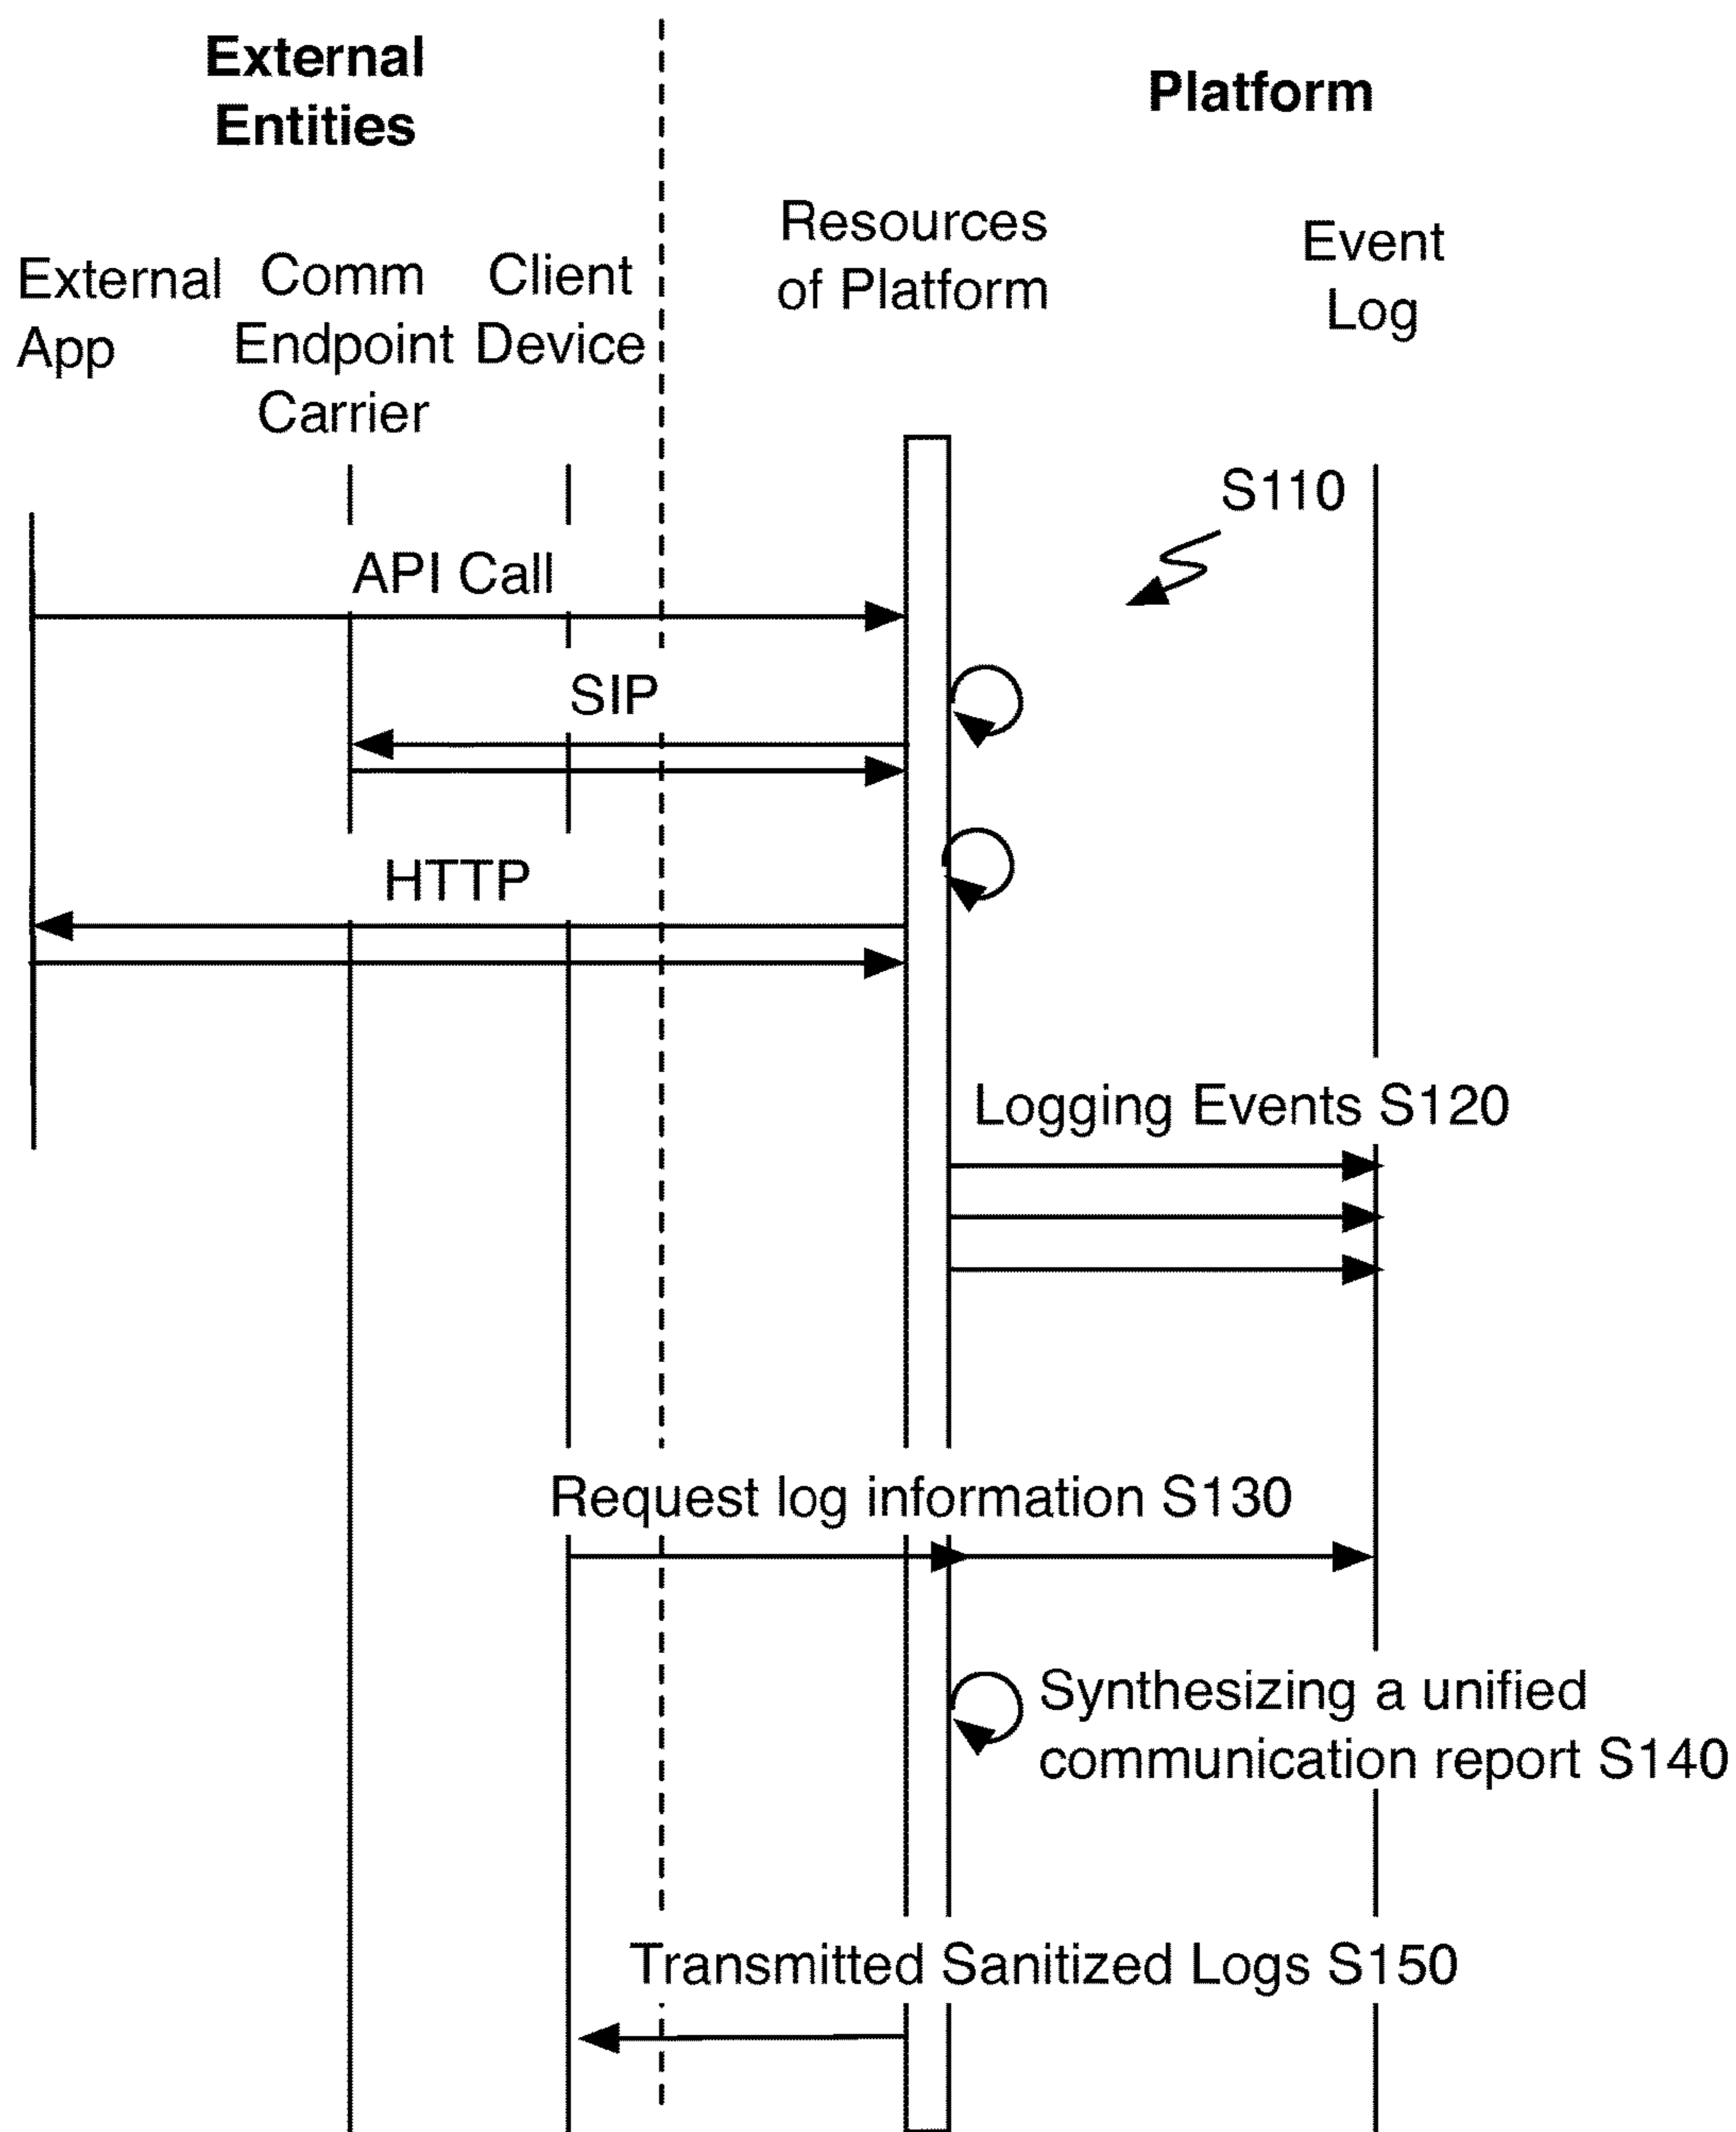 External
Entities
Platform
External
App
Comm
Endpoint
Carrier
Client
Device
Resources
of Platform
Event
Log
S110
API Call
SIP
HTTP
Logging Events S120
Request log information S130
Synthesizing a unified
communication report S140
Transmitted Sanitized Logs S150